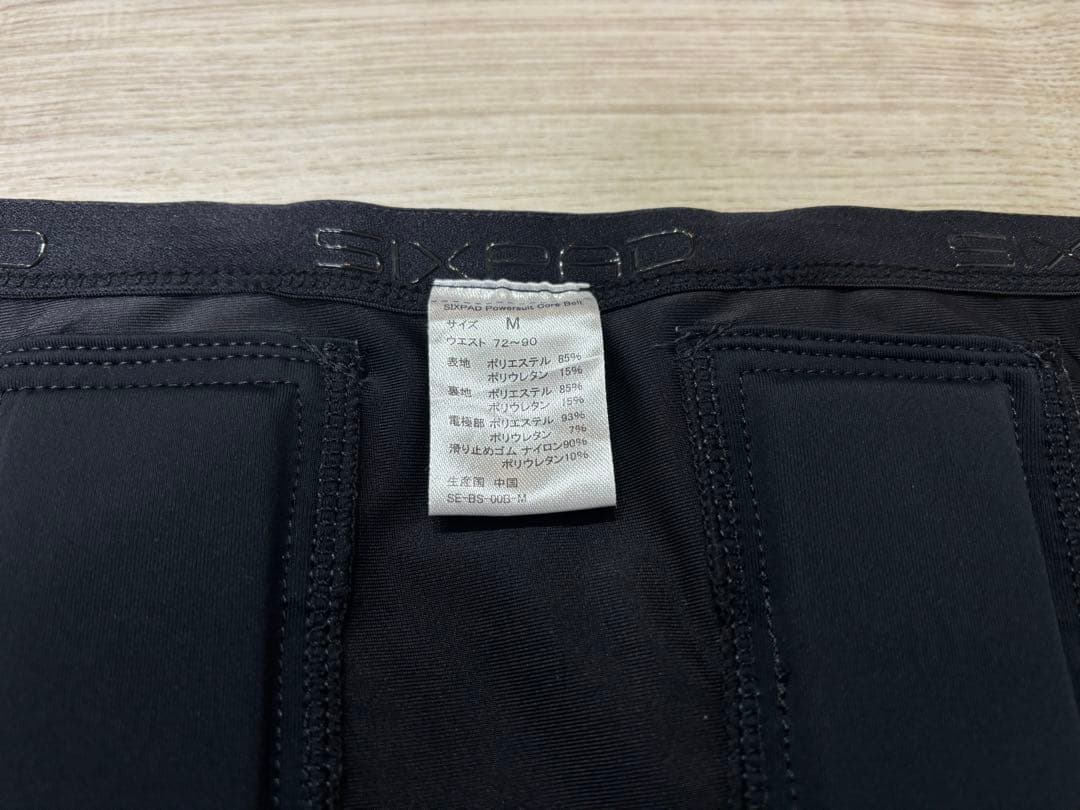 SIXPAD
SIXPAD Powersuit Core Belt
サイズ M
ウエスト 72〜90
表地 ポリエステル 85%
ポリウレタン 15%
裏地 ポリエステル 85%
ポリウレタン 15%
電極部 ポリエステル 93%
ポリウレタン 7%
滑り止めゴム ナイロン90%
ポリウレタン10%
生産国 中国
SE-BS-00B-M